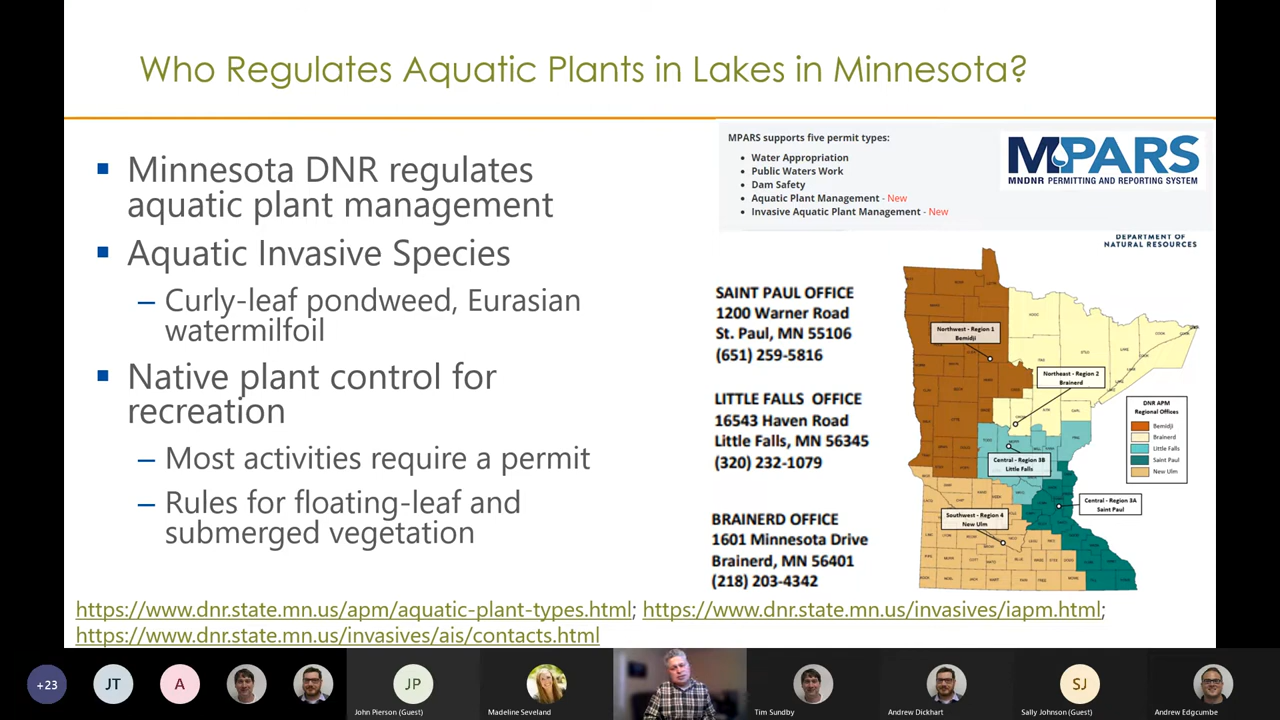 Who Regulates Aquatic Plants in Lakes in Minnesota?
▪ Minnesota DNR regulates
aquatic plant management
▪ Aquatic Invasive Species
– Curly-leaf pondweed, Eurasian
watermilfoil
▪ Native plant control for
recreation
– Most activities require a permit
– Rules for floating-leaf and
submerged vegetation
MPARS supports five permit types:
• Water Appropriation
• Public Waters Work
• Dam Safety
• Aquatic Plant Management - New
• Invasive Aquatic Plant Management - New
MPARS
MNDNR PERMITTING AND REPORTING SYSTEM
DEPARTMENT OF
NATURAL RESOURCES
SAINT PAUL OFFICE
1200 Warner Road
St. Paul, MN 55106
(651) 259-5816
LITTLE FALLS OFFICE
16543 Haven Road
Little Falls, MN 56345
(320) 232-1079
BRAINERD OFFICE
1601 Minnesota Drive
Brainerd, MN 56401
(218) 203-4342
Northwest - Region 1
Bemidji
Northeast - Region 2
Brainerd
Central - Region 3B
Little Falls
Central - Region 3A
Saint Paul
Southwest - Region 4
New Ulm
DNR APM
Regional Offices
Bemidji
Brainerd
Little Falls
Saint Paul
New Ulm
https://www.dnr.state.mn.us/apm/aquatic-plant-types.html; https://www.dnr.state.mn.us/invasives/iapm.html;
https://www.dnr.state.mn.us/invasives/ais/contacts.html
+23
JT
A
JP
John Pierson (Guest)
Madeline Seveland
Tim Sundby
Andrew Dickhart
SJ
Sally Johnson (Guest)
Andrew Edgcumbe